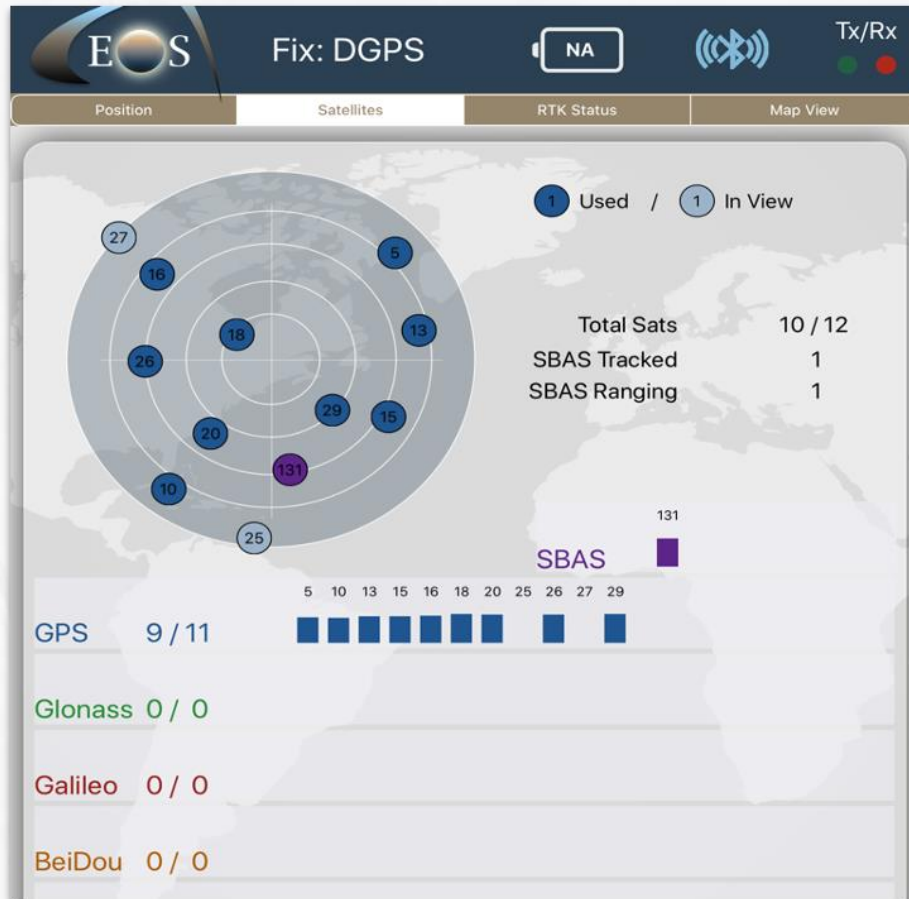 EOS
Fix: DGPS
NA
Tx/Rx
Position
Satellites
RTK Status
Map View
1 Used / 1 In View
27
5
16
18
13
26
29
15
20
131
10
25
Total Sats 10 / 12
SBAS Tracked 1
SBAS Ranging 1
131
SBAS
5 10 13 15 16 18 20 25 26 27 29
GPS 9 / 11
Glonass 0 / 0
Galileo 0 / 0
BeiDou 0 / 0